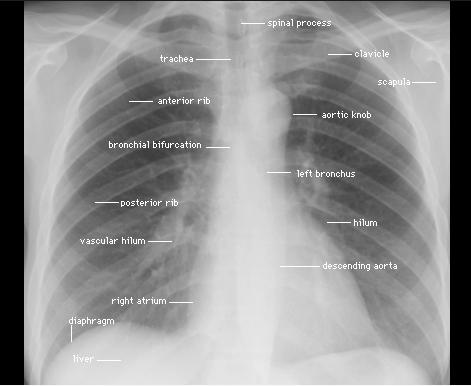 spinal process
trachea
clavicle
scapula
anterior rib
aortic knob
bronchial bifurcation
left bronchus
posterior rib
hilum
vascular hilum
descending aorta
right atrium
diaphragm
liver